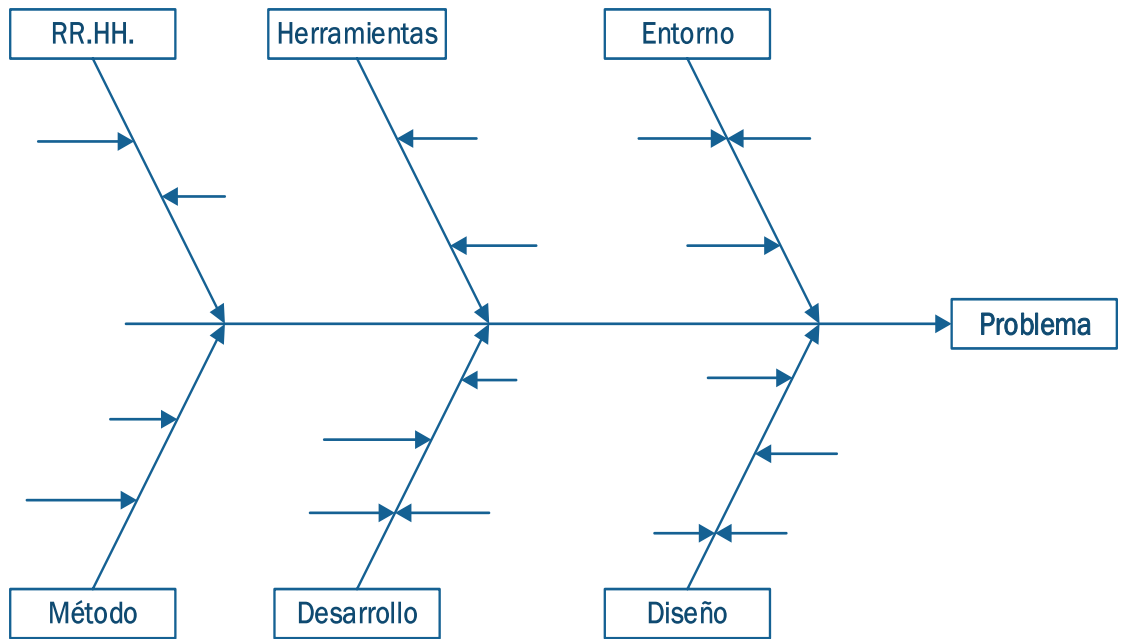 RR.HH.
Herramientas
Entorno
Problema
Método
Desarrollo
Diseño